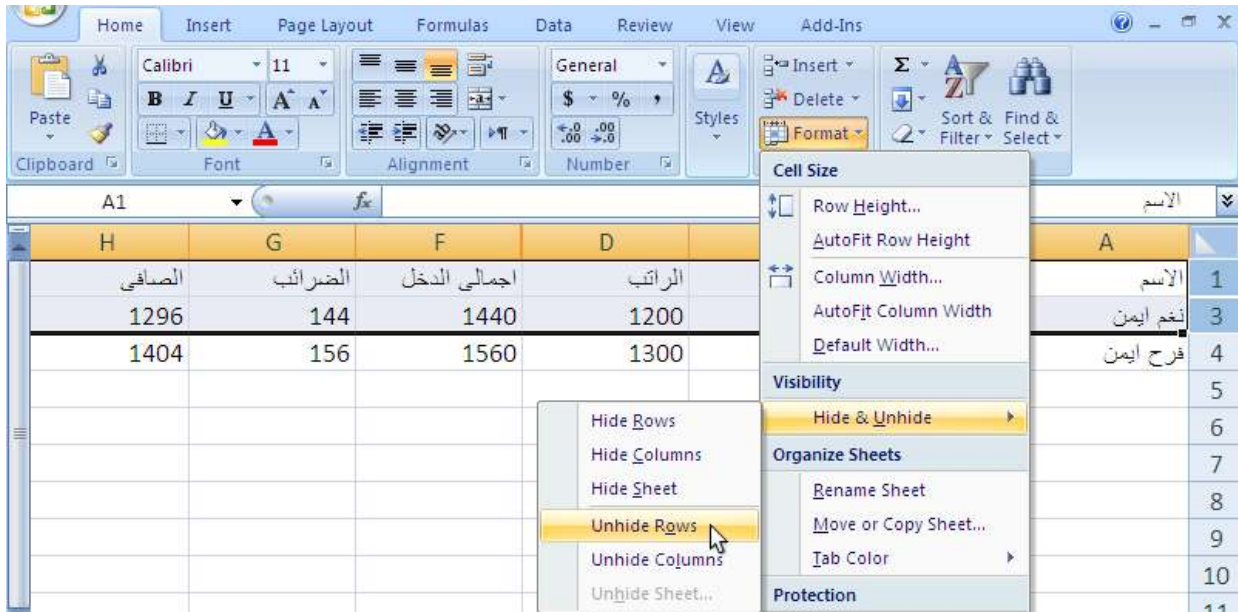 Home Insert Page Layout Formulas Data Review View Add-Ins
Calibri 11 General Insert
Paste B I U A A $ % , Styles Delete Sort & Filter Find & Select
A Format
Clipboard Font Alignment Number
Cell Size
A1 fx الاسم
Row Height...
H G F D A
AutoFit Row Height
الاسم الراتب اجمالى الدخل الضرائب الصافى 1
Column Width...
نغم ايمن 1200 1440 144 1296 3
AutoFit Column Width
فرح ايمن 1300 1560 156 1404 4
Default Width...
Visibility
5
Hide & Unhide
6
Organize Sheets
7
Rename Sheet
8
Move or Copy Sheet...
9
Tab Color
10
Protection
11
Hide Rows
Hide Columns
Hide Sheet
Unhide Rows
Unhide Columns
Unhide Sheet...